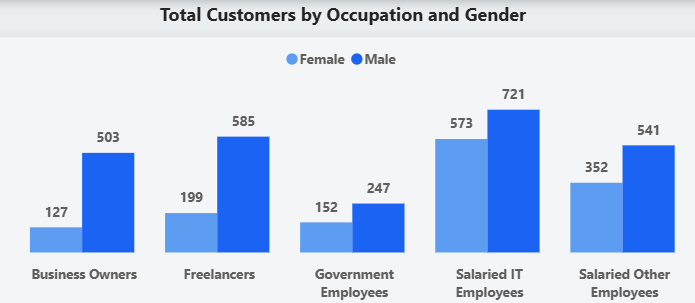 Total Customers by Occupation and Gender
Female Male
503
127
585
199
247
152
721
573
541
352
Business Owners
Freelancers
Government
Employees
Salaried IT
Employees
Salaried Other
Employees